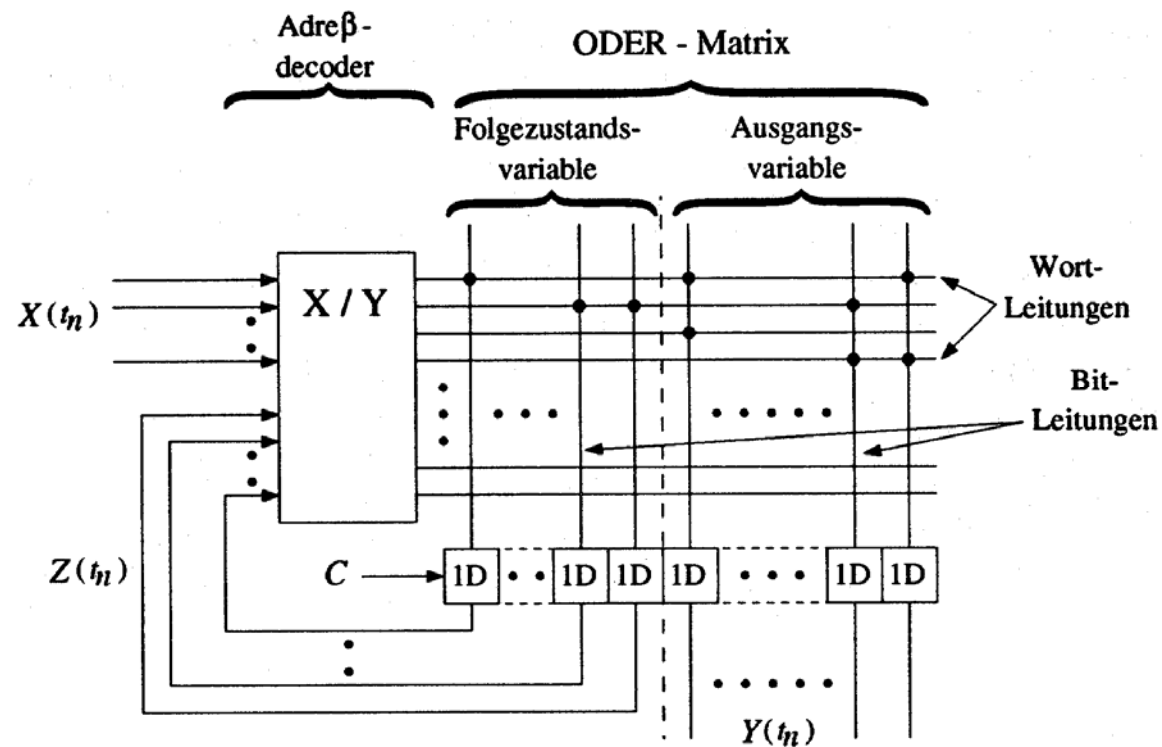 Adreβ-
decoder
ODER - Matrix
Folgezustands-
variable
Ausgangs-
variable
X / Y
X(tn)
Wort-
Leitungen
Bit-
Leitungen
Z(tn)
C
1D
1D
1D
1D
1D
1D
Y(tn)